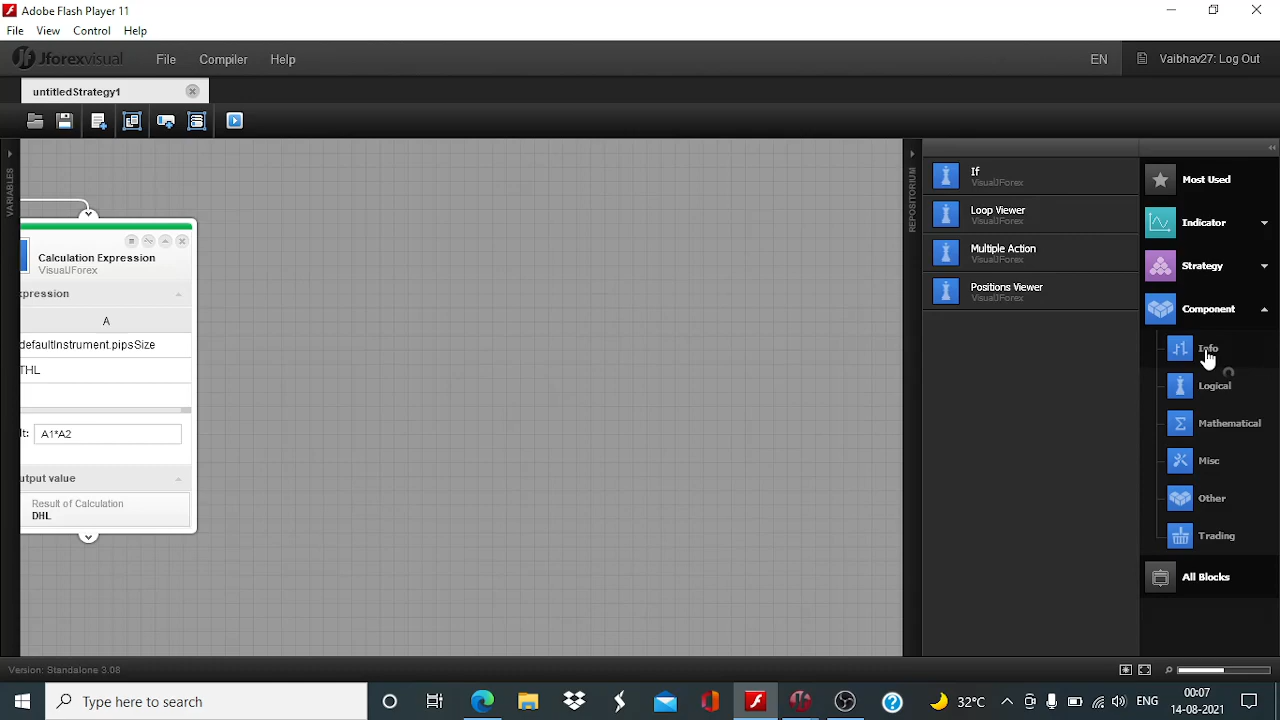 Adobe Flash Player 11
File View Control Help
Jforexvisual File Compiler Help EN Vaibhav27: Log Out
untitledStrategy1
VARIABLES
REPOSITORIUM
If
VisualJForex
Loop Viewer
VisualJForex
Multiple Action
VisualJForex
Positions Viewer
VisualJForex
Most Used
Indicator
Strategy
Component
Info
Logical
Mathematical
Misc
Other
Trading
All Blocks
Calculation Expression
VisualJForex
xpression
A
defaultInstrument.pipsSize
THL
lt: A1*A2
utput value
Result of Calculation
DHL
Version: Standalone 3.08
Type here to search
32°C ENG 00:07
14-08-2021